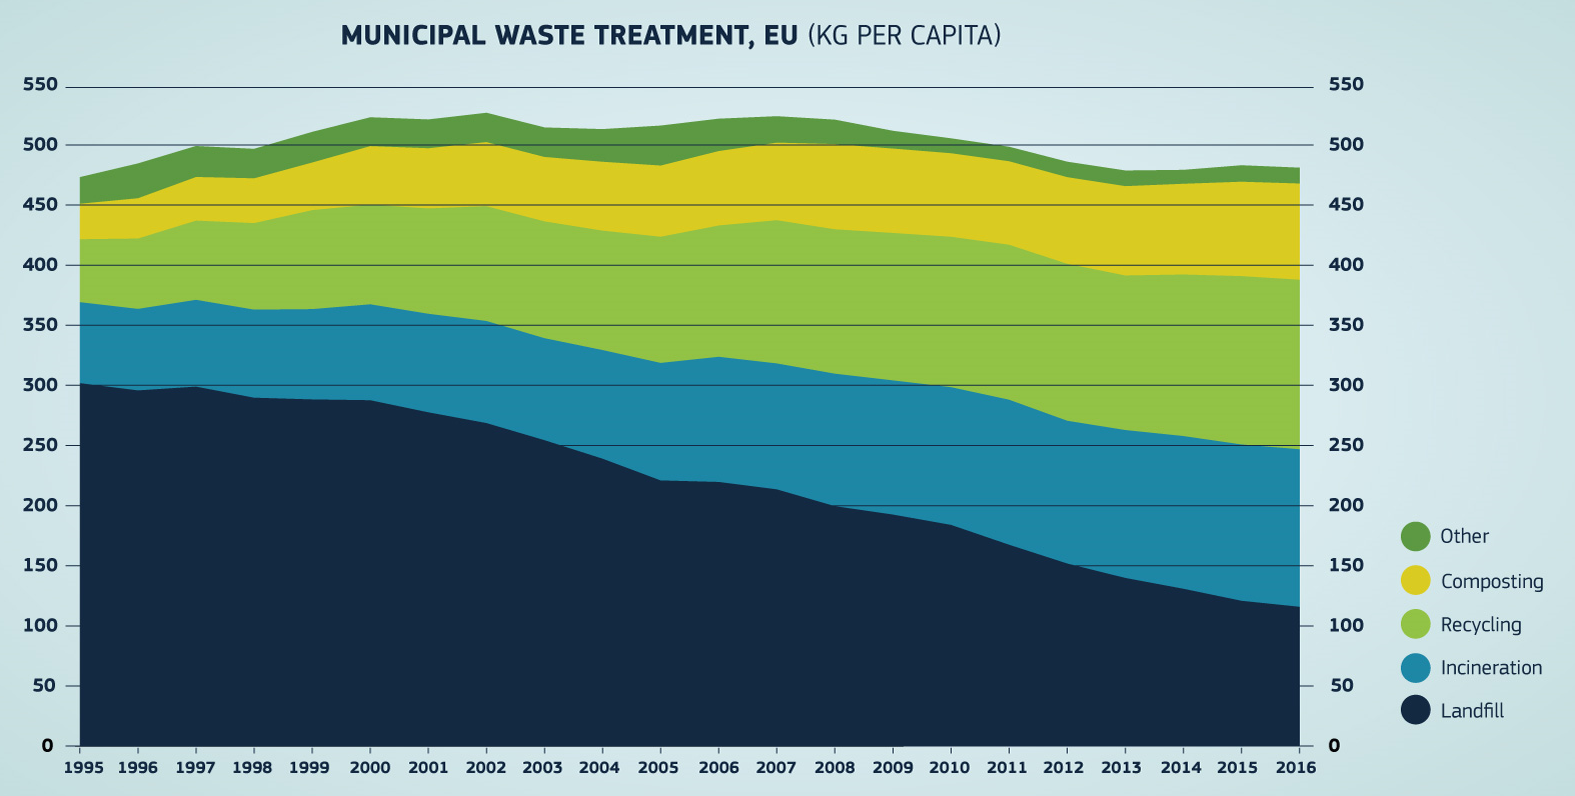 MUNICIPAL WASTE TREATMENT, EU (KG PER CAPITA)
550 550
500 500
450 450
400 400
350 350
300 300
250 250
200 200
150 150
100 100
50 50
0 0
1995 1996 1997 1998 1999 2000 2001 2002 2003 2004 2005 2006 2007 2008 2009 2010 2011 2012 2013 2014 2015 2016
Other
Composting
Recycling
Incineration
Landfill